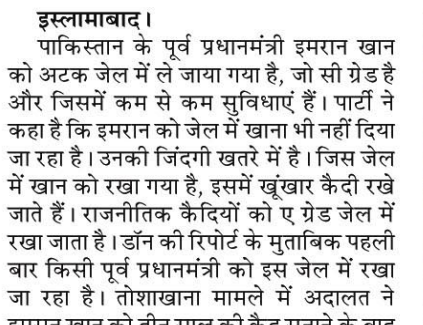 इस्लामाबाद।
पाकिस्तान के पूर्व प्रधानमंत्री इमरान खान
को अटक जेल में ले जाया गया है, जो सी ग्रेड है
और जिसमें कम से कम सुविधाएं हैं। पार्टी ने
कहा है कि इमरान को जेल में खाना भी नहीं दिया
जा रहा है। उनकी जिंदगी खतरे में है। जिस जेल
में खान को रखा गया है, इसमें खूंखार कैदी रखे
जाते हैं। राजनीतिक कैदियों को ए ग्रेड जेल में
रखा जाता है। डॉन की रिपोर्ट के मुताबिक पहली
बार किसी पूर्व प्रधानमंत्री को इस जेल में रखा
जा रहा है। तोशाखाना मामले में अदालत ने